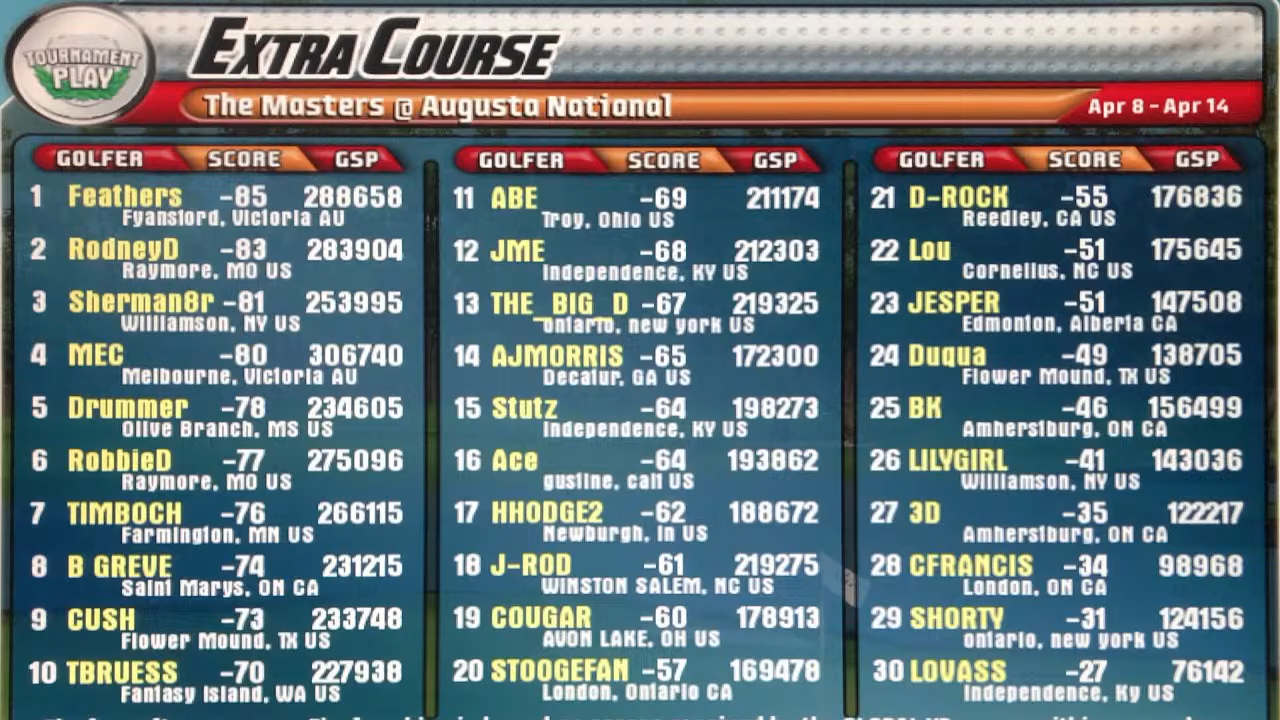 TOURNAMENT PLAY
EXTRA COURSE
The Masters @ Augusta National
Apr 8 - Apr 14
GOLFER SCORE GSP
1 Feathers -85 288658
Fyansford, Victoria AU
2 RodneyD -83 283904
Raymore, MO US
3 Sherman8r -81 253995
Williamson, NY US
4 MEC -80 306740
Melbourne, Victoria AU
5 Drummer -78 234605
Olive Branch, MS US
6 RobbieD -77 275096
Raymore, MO US
7 TIMBOCH -76 266115
Farmington, MN US
8 B GREVE -74 231215
Saint Marys, ON CA
9 CUSH -73 233748
Flower Mound, TX US
10 TBRUESS -70 227938
Fantasy Island, WA US
GOLFER SCORE GSP
11 ABE -69 211174
Troy, Ohio US
12 JME -68 212303
Independence, KY US
13 THE_BIG_D -67 219325
ontario, new york US
14 AJMORRIS -65 172300
Decatur, GA US
15 Stutz -64 198273
Independence, KY US
16 Ace -64 193862
gustine, cali US
17 HHODGE2 -62 188672
Newburgh, In US
18 J-ROD -61 219275
WINSTON SALEM, NC US
19 COUGAR -60 178913
AVON LAKE, OH US
20 STOOGEFAN -57 169478
London, Ontario CA
GOLFER SCORE GSP
21 D-ROCK -55 176836
Reedley, CA US
22 Lou -51 175645
Cornelius, NC US
23 JESPER -51 147508
Edmonton, Alberta CA
24 Duqua -49 138705
Flower Mound, TX US
25 BK -46 156499
Amherstburg, ON CA
26 LILYGIRL -41 143036
Williamson, NY US
27 3D -35 122217
Amherstburg, ON CA
28 CFRANCIS -34 98968
London, ON CA
29 SHORTY -31 124156
ontario, new york US
30 LOVASS -27 76142
Independence, Ky US